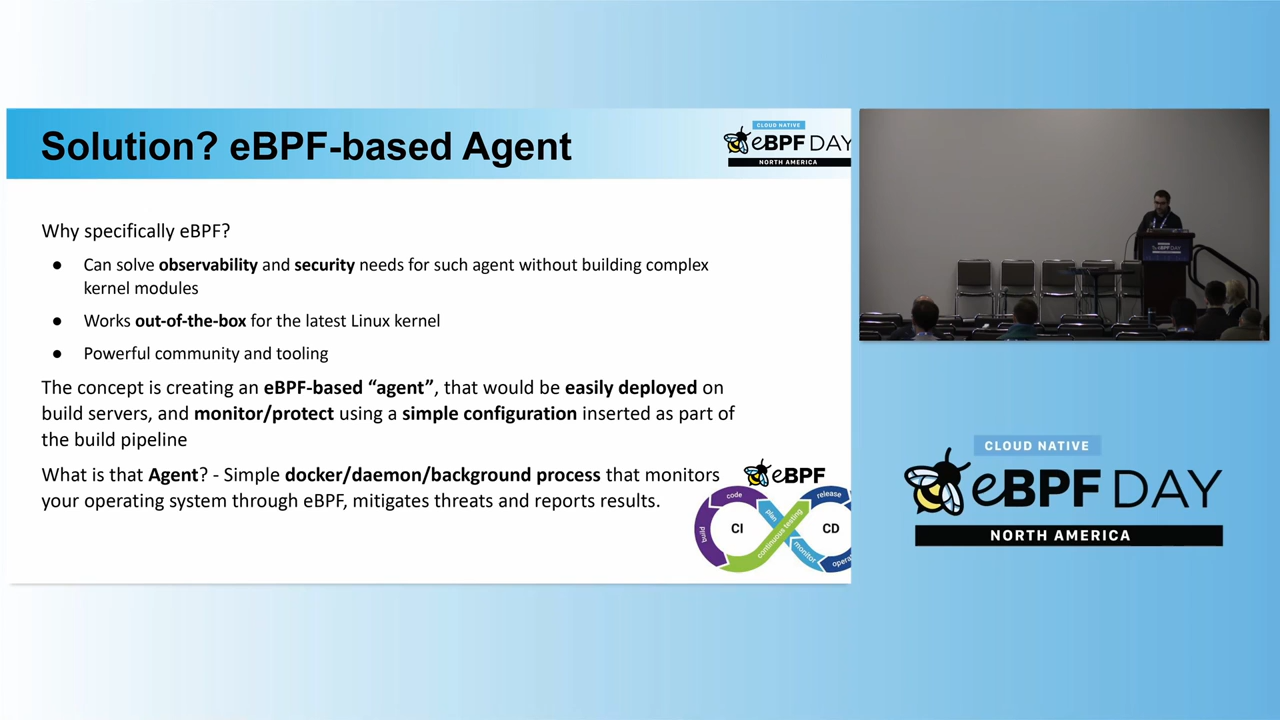 Solution? eBPF-based Agent
CLOUD NATIVE
eBPF DAY
NORTH AMERICA
Why specifically eBPF?
● Can solve observability and security needs for such agent without building complex
kernel modules
● Works out-of-the-box for the latest Linux kernel
● Powerful community and tooling
The concept is creating an eBPF-based “agent”, that would be easily deployed on
build servers, and monitor/protect using a simple configuration inserted as part of
the build pipeline
What is that Agent? - Simple docker/daemon/background process that monitors
your operating system through eBPF, mitigates threats and reports results.
eBPF
code
release
plan
build
CI
continuous testing
CD
monitor
opera
eBPF DAY
CLOUD NATIVE
eBPF DAY
NORTH AMERICA